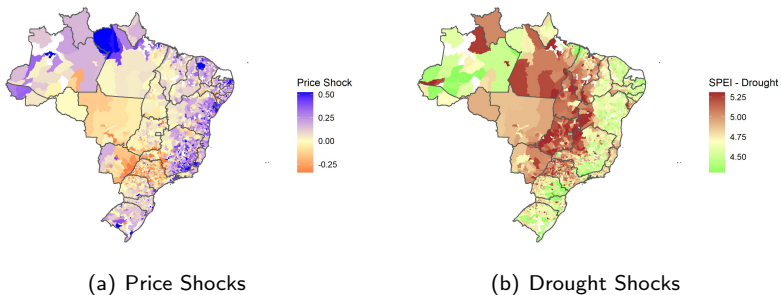 Price Shock
0.50
0.25
0.00
-0.25
(a) Price Shocks
SPEI - Drought
5.25
5.00
4.75
4.50
(b) Drought Shocks